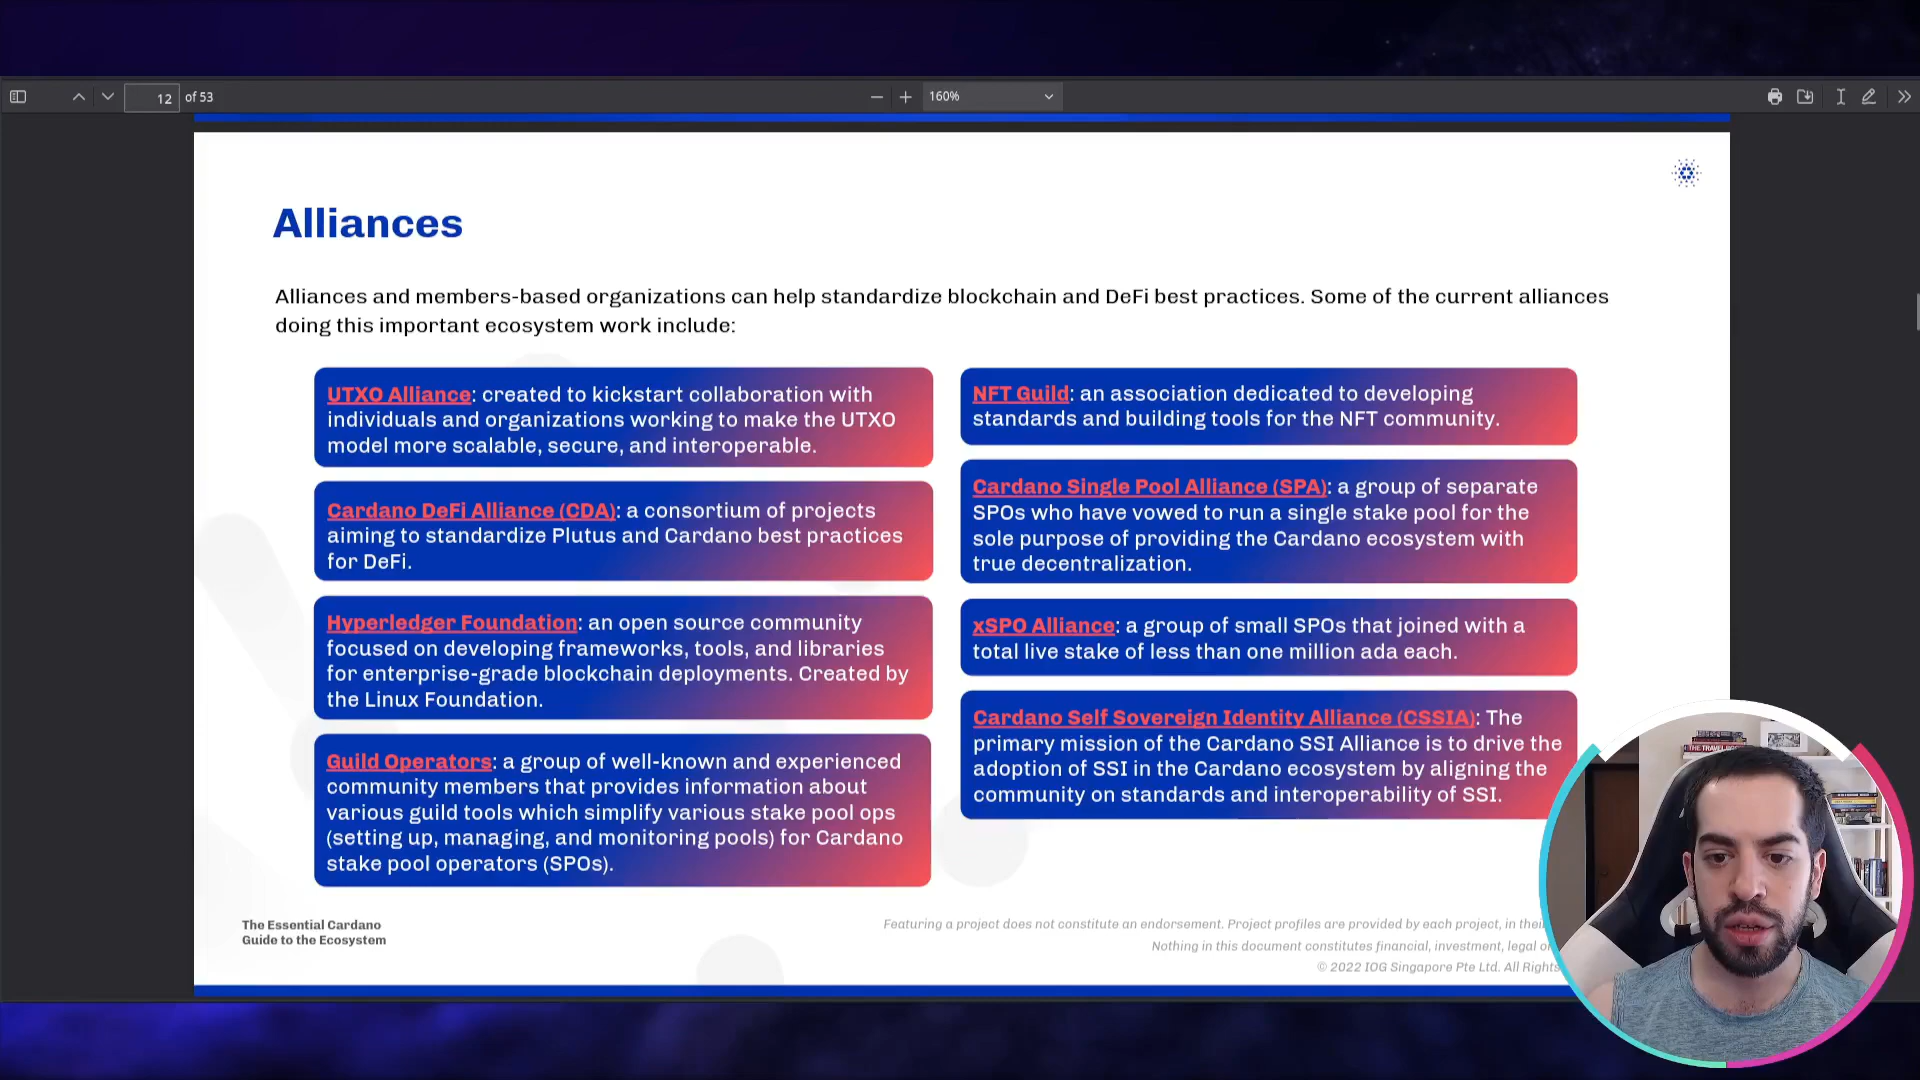 12 of 53
160%
Alliances
Alliances and members-based organizations can help standardize blockchain and DeFi best practices. Some of the current alliances
doing this important ecosystem work include:
UTXO Alliance: created to kickstart collaboration with
individuals and organizations working to make the UTXO
model more scalable, secure, and interoperable.
Cardano DeFi Alliance (CDA): a consortium of projects
aiming to standardize Plutus and Cardano best practices
for DeFi.
Hyperledger Foundation: an open source community
focused on developing frameworks, tools, and libraries
for enterprise-grade blockchain deployments. Created by
the Linux Foundation.
Guild Operators: a group of well-known and experienced
community members that provides information about
various guild tools which simplify various stake pool ops
(setting up, managing, and monitoring pools) for Cardano
stake pool operators (SPOs).
NFT Guild: an association dedicated to developing
standards and building tools for the NFT community.
Cardano Single Pool Alliance (SPA): a group of separate
SPOs who have vowed to run a single stake pool for the
sole purpose of providing the Cardano ecosystem with
true decentralization.
xSPO Alliance: a group of small SPOs that joined with a
total live stake of less than one million ada each.
Cardano Self Sovereign Identity Alliance (CSSIA): The
primary mission of the Cardano SSI Alliance is to drive the
adoption of SSI in the Cardano ecosystem by aligning the
community on standards and interoperability of SSI.
The Essential Cardano
Guide to the Ecosystem
Featuring a project does not constitute an endorsement. Project profiles are provided by each project, in their
Nothing in this document constitutes financial, investment, legal
© 2022 IOG Singapore Pte Ltd. All Rights